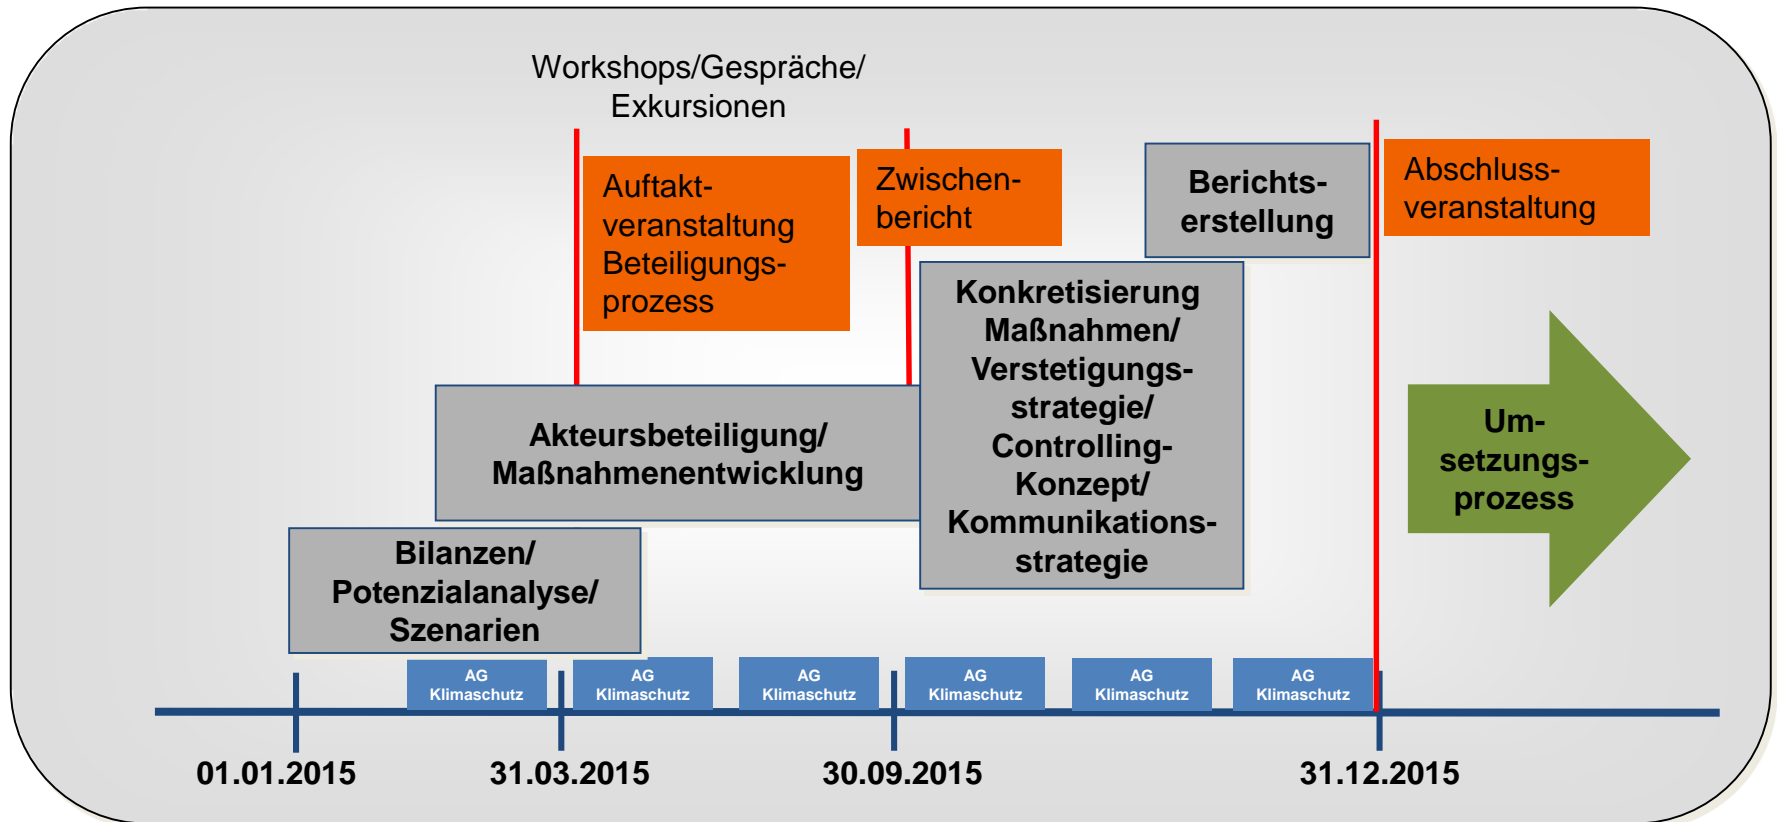 Workshops/Gespräche/
Exkursionen
Auftakt-
veranstaltung
Beteiligungs-
prozess
Zwischen-
bericht
Berichts-
erstellung
Abschluss-
veranstaltung
Konkretisierung
Maßnahmen/
Verstetigungs-
strategie/
Controlling-
Konzept/
Kommunikations-
strategie
Akteursbeteiligung/
Maßnahmenentwicklung
Um-
setzungs-
prozess
Bilanzen/
Potenzialanalyse/
Szenarien
AG
Klimaschutz
AG
Klimaschutz
AG
Klimaschutz
AG
Klimaschutz
AG
Klimaschutz
AG
Klimaschutz
01.01.2015
31.03.2015
30.09.2015
31.12.2015